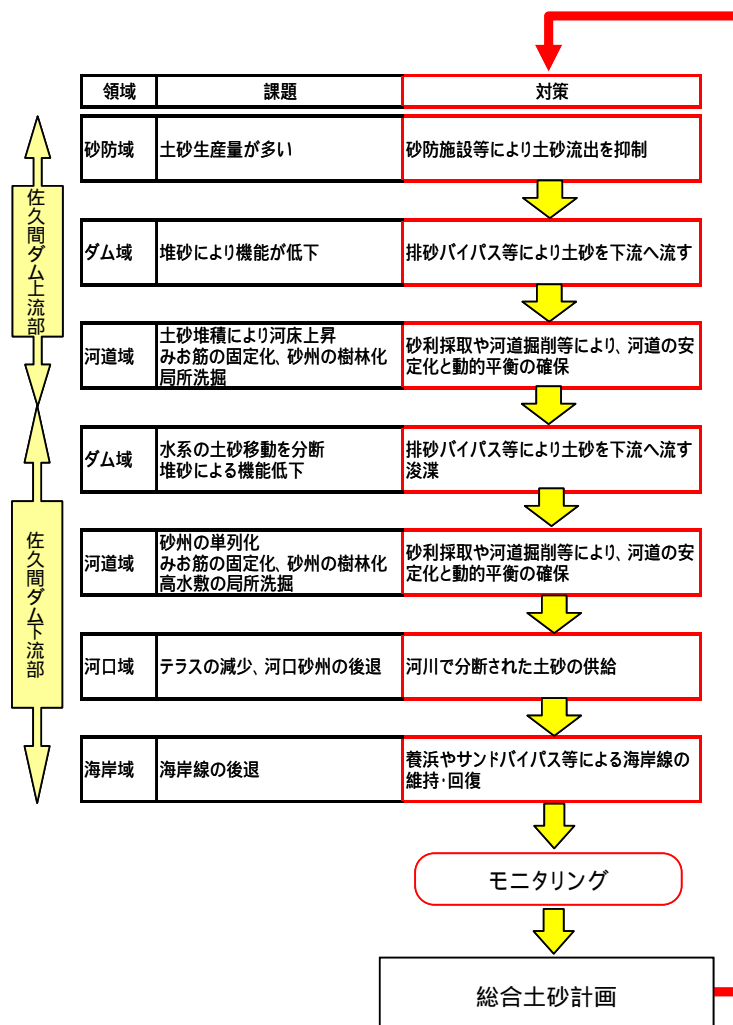 領域 課題 対策
佐久間ダム上流部
砂防域 土砂生産量が多い 砂防施設等により土砂流出を抑制
ダム域 堆砂により機能が低下 排砂バイパス等により土砂を下流へ流す
河道域
土砂堆積により河床上昇
みお筋の固定化、砂州の樹林化
局所洗掘
砂利採取や河道掘削等により、河道の安
定化と動的平衡の確保
佐久間ダム下流部
ダム域
水系の土砂移動を分断
堆砂による機能低下
排砂バイパス等により土砂を下流へ流す
浚渫
河道域
砂州の単列化
みお筋の固定化、砂州の樹林化
高水敷の局所洗掘
砂利採取や河道掘削等により、河道の安
定化と動的平衡の確保
河口域 テラスの減少、河口砂州の後退 河川で分断された土砂の供給
海岸域 海岸線の後退
養浜やサンドバイパス等による海岸線の
維持・回復
モニタリング
総合土砂計画